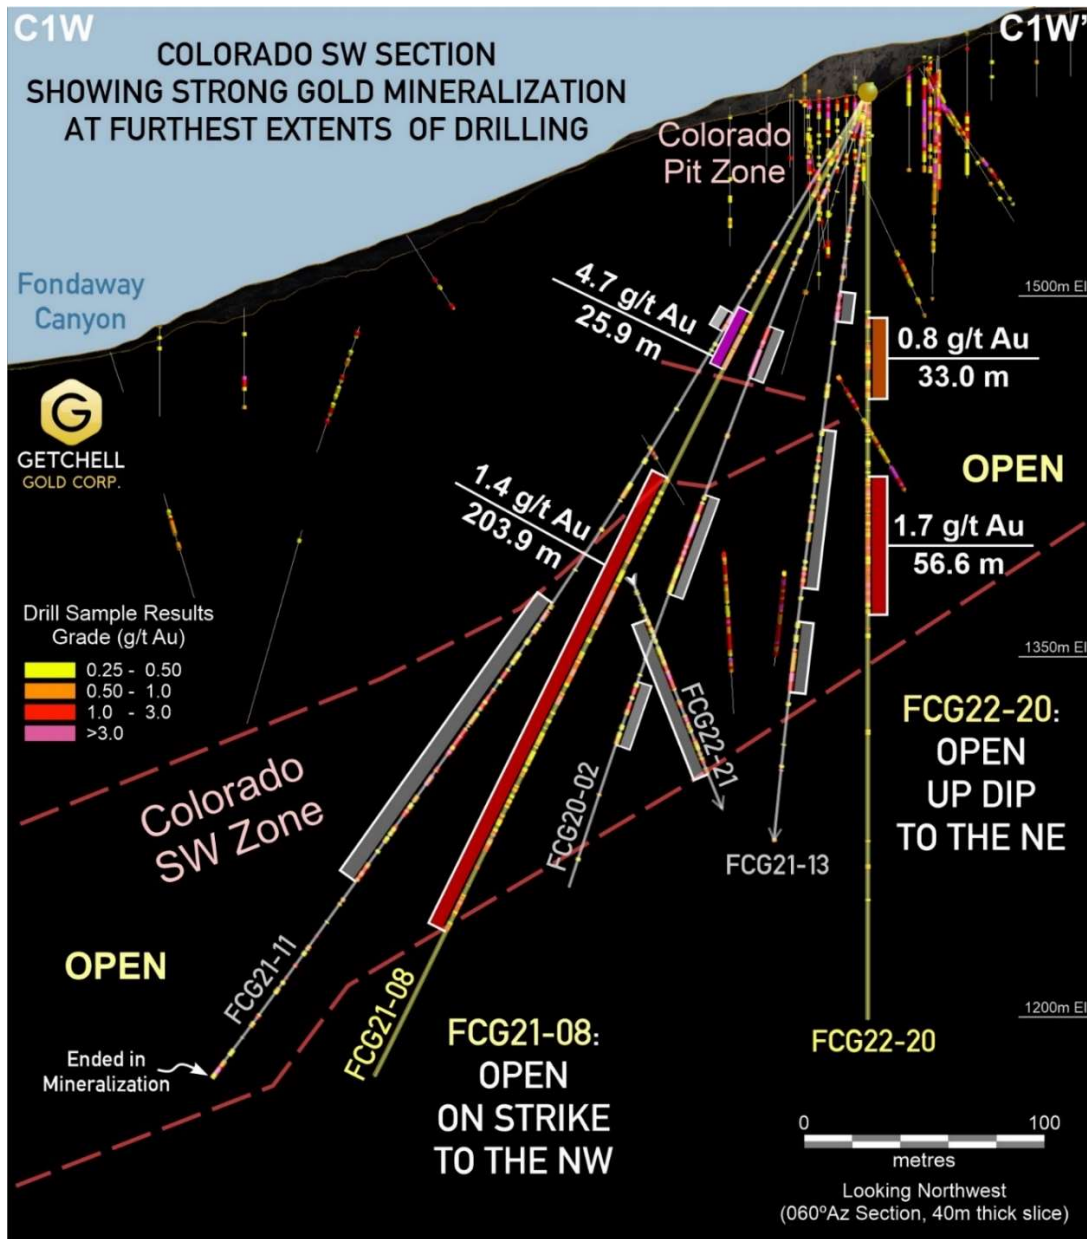 C1W
C1W'
COLORADO SW SECTION
SHOWING STRONG GOLD MINERALIZATION
AT FURTHEST EXTENTS OF DRILLING
Colorado
Pit Zone
Fondaway
Canyon
1500m El
4.7 g/t Au
25.9 m
0.8 g/t Au
33.0 m
G
GETCHELL
GOLD CORP.
OPEN
1.4 g/t Au
203.9 m
1.7 g/t Au
56.6 m
Drill Sample Results
Grade (g/t Au)
0.25 - 0.50
0.50 - 1.0
1.0 - 3.0
>3.0
1350m El
Colorado
SW Zone
FCG22-21
FCG20-02
FCG21-13
FCG22-20:
OPEN
UP DIP
TO THE NE
OPEN
FCG21-11
FCG21-08
Ended in
Mineralization
FCG21-08:
OPEN
ON STRIKE
TO THE NW
1200m El
FCG22-20
0 100
metres
Looking Northwest
(060ºAz Section, 40m thick slice)